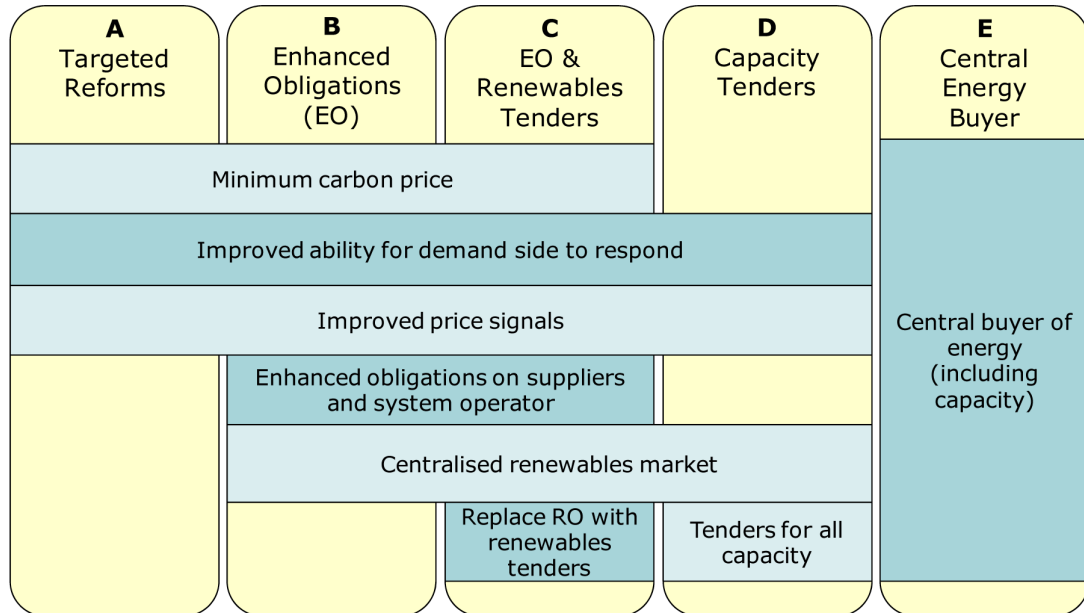 A
Targeted
Reforms
B
Enhanced
Obligations
(EO)
C
EO &
Renewables
Tenders
D
Capacity
Tenders
E
Central
Energy
Buyer
Minimum carbon price
Improved ability for demand side to respond
Improved price signals
Enhanced obligations on suppliers
and system operator
Centralised renewables market
Replace RO with
renewables
tenders
Tenders for all
capacity
Central buyer of
energy
(including
capacity)